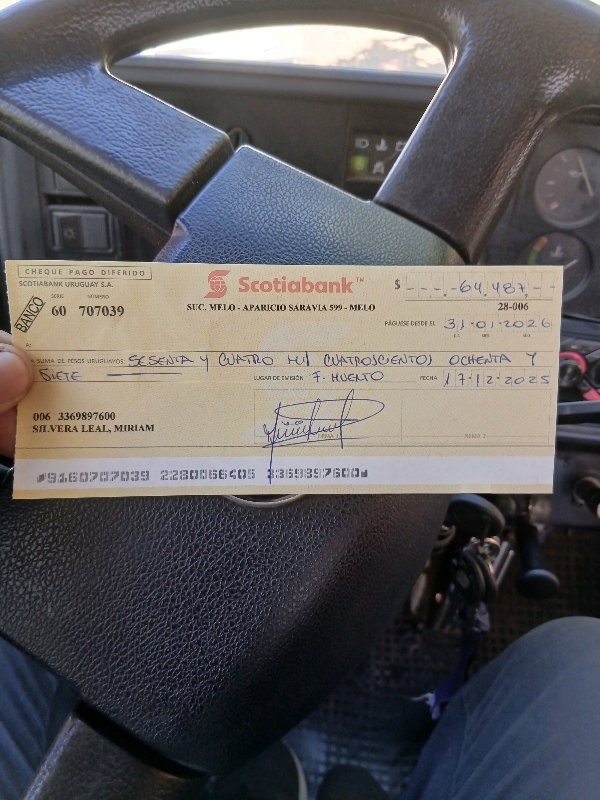 CHEQUE PAGO DIFERIDO
SCOTIABANK URUGUAY S.A.
Scotiabank™
$ ----64.487,--
BANCO
SERIE NÚMERO
60 707039
SUC. MELO - APARICIO SARAVIA 599 - MELO
28-006
PÁGUESE DESDE EL 31-01-2026
A:
LA SUMA DE PESOS URUGUAYOS: SESENTA Y CUATRO MIL CUATROSCIENTOS OCHENTA Y
SIETE
LUGAR DE EMISIÓN F. MUERTO
FECHA 17-12-2025
006 3369897600
SILVERA LEAL, MIRIAM
FIRMA 1
FIRMA 2
9160707039 2280066405 3369897600